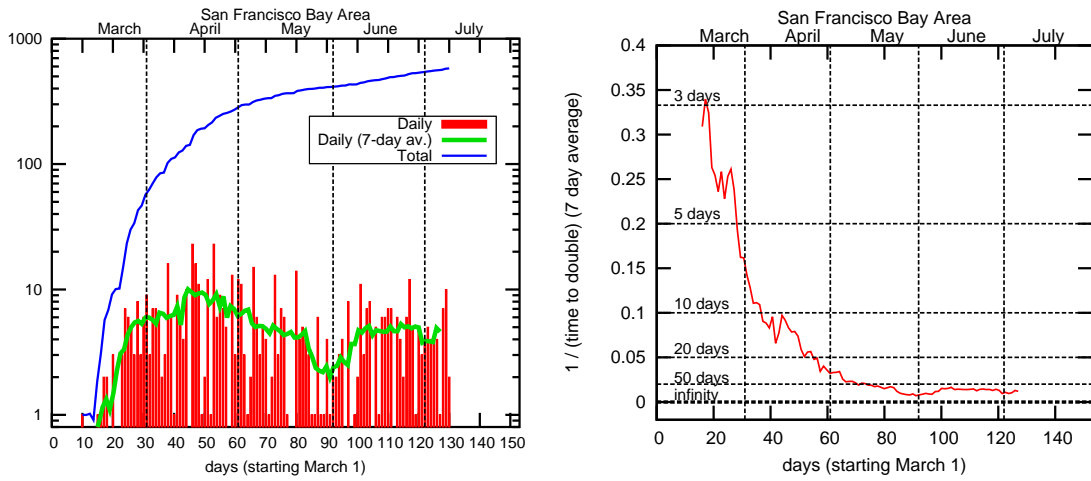 San Francisco Bay Area
March April May June July
1000
100
10
1
0 10 20 30 40 50 60 70 80 90 100 110 120 130 140 150
days (starting March 1)
Daily
Daily (7-day av.)
Total
San Francisco Bay Area
March April May June July
1 / (time to double) (7 day average)
0.4
0.35
0.3
0.25
0.2
0.15
0.1
0.05
0
3 days
5 days
10 days
20 days
50 days
infinity
0 20 40 60 80 100 120 140
days (starting March 1)